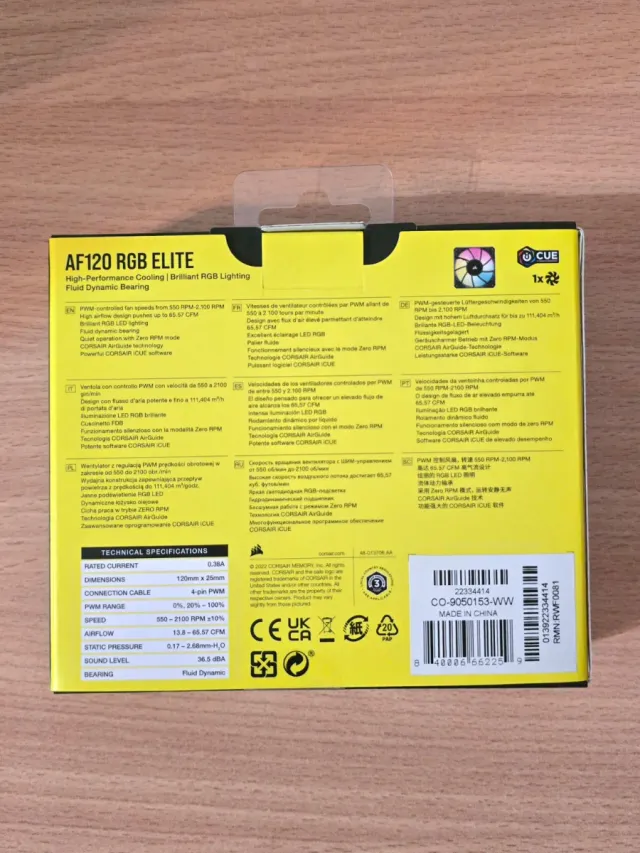 AF120 RGB ELITE
High-Performance Cooling | Brilliant RGB Lighting
Fluid Dynamic Bearing
iCUE
1x
EN
PWM-controlled fan speeds from 550 RPM-2,100 RPM
High airflow design pushes up to 65.57 CFM
Brilliant RGB LED lighting
Fluid dynamic bearing
Quiet operation with Zero RPM mode
CORSAIR AirGuide technology
Powerful CORSAIR iCUE software
FR
Vitesses de ventilateur contrôlées par PWM allant de
550 à 2 100 tours par minute
Design avec flux d'air élevé permettant d'atteindre
65,57 CFM
Excellent éclairage LED RGB
Palier fluide
Fonctionnement silencieux avec le mode Zero RPM
Technologie CORSAIR AirGuide
Puissant logiciel CORSAIR iCUE
DE
PWM-gesteuerte Lüftergeschwindigkeiten von 550
RPM bis 2.100 RPM
Design mit hohem Luftdurchsatz für bis zu 111,404 m³/h
Brillante RGB-LED-Beleuchtung
Flüssigkeitsgelagert
Geräuscharmer Betrieb mit Zero RPM-Modus
CORSAIR AirGuide-Technologie
Leistungsstarke CORSAIR iCUE-Software
IT
Ventola con controllo PWM con velocità da 550 a 2100
giri/min
Design con flusso d'aria potente e fino a 111,404 m³/h
di portata d'aria
Illuminazione LED RGB brillante
Cuscinetto FDB
Funzionamento silenzioso con la modalità Zero RPM
Tecnologia CORSAIR AirGuide
Potente software CORSAIR iCUE
ES
Velocidades de los ventiladores controlados por PWM
de entre 550 y 2.100 RPM
El diseño pensado para ofrecer un elevado flujo de
aire alcanza los 65,57 CFM
Intensa iluminación LED RGB
Rodamiento dinámico por líquido
Funcionamiento silencioso con el modo Zero RPM
Tecnología CORSAIR AirGuide
Potente software CORSAIR iCUE
PT
Velocidades da ventoinha controladas por PWM
de 550 RPM-2100 RPM
O design de fluxo de ar elevado empurra até
65,57 CFM
Iluminação LED RGB brilhante
Rolamento dinâmico fluido
Funcionamento silencioso com modo de zero RPM
Tecnologia CORSAIR AirGuide
Software CORSAIR iCUE de elevado desempenho
PL
Wentylator z regulacją PWM prędkości obrotowej w
zakresie od 550 do 2100 obr./min
Wydajna konstrukcja zapewniająca przepływ
powietrza z prędkością do 111,404 m³/godz.
Jasne podświetlenie RGB LED
Dynamiczne łożysko olejowe
Cicha praca w trybie ZERO RPM
Technologia CORSAIR AirGuide
Zaawansowane oprogramowanie CORSAIR iCUE
Скорость вращения вентилятора с ШИМ-управлением:
от 550 об/мин до 2100 об/мин
Высокая скорость воздушного потока достигает 65,57
куб. футов/мин
Яркая светодиодная RGB-подсветка
Гидродинамический подшипник
Бесшумная работа с режимом Zero RPM
Технология CORSAIR AirGuide
Многофункциональное программное обеспечение
CORSAIR iCUE
PWM 控制风扇，转速 550 RPM-2,100 RPM
高达 65.57 CFM 高气流设计
绚丽的 RGB LED 照明
流体动力轴承
采用 Zero RPM 模式，运转安静无声
CORSAIR AirGuide 技术
功能强大的 CORSAIR iCUE 软件
TECHNICAL SPECIFICATIONS
RATED CURRENT 0.38A
DIMENSIONS 120mm x 25mm
CONNECTION CABLE 4-pin PWM
PWM RANGE 0%, 20% – 100%
SPEED 550 – 2100 RPM ±10%
AIRFLOW 13.8 – 65.57 CFM
STATIC PRESSURE 0.17 – 2.68mm-H₂O
SOUND LEVEL 36.5 dBA
BEARING Fluid Dynamic
corsair.com
© 2022 CORSAIR MEMORY, Inc. All rights
reserved. CORSAIR and the sails logo are
registered trademarks of CORSAIR in the
United States and/or other countries. All
other trademarks are the property of their
respective owners. Product may vary
slightly from those pictured.
3
CE
UK
CA
紙
20
PAP
22334414
CO-9050153-WW
MADE IN CHINA
8 40006 66225 9
013922334414
RMN:RWF0081